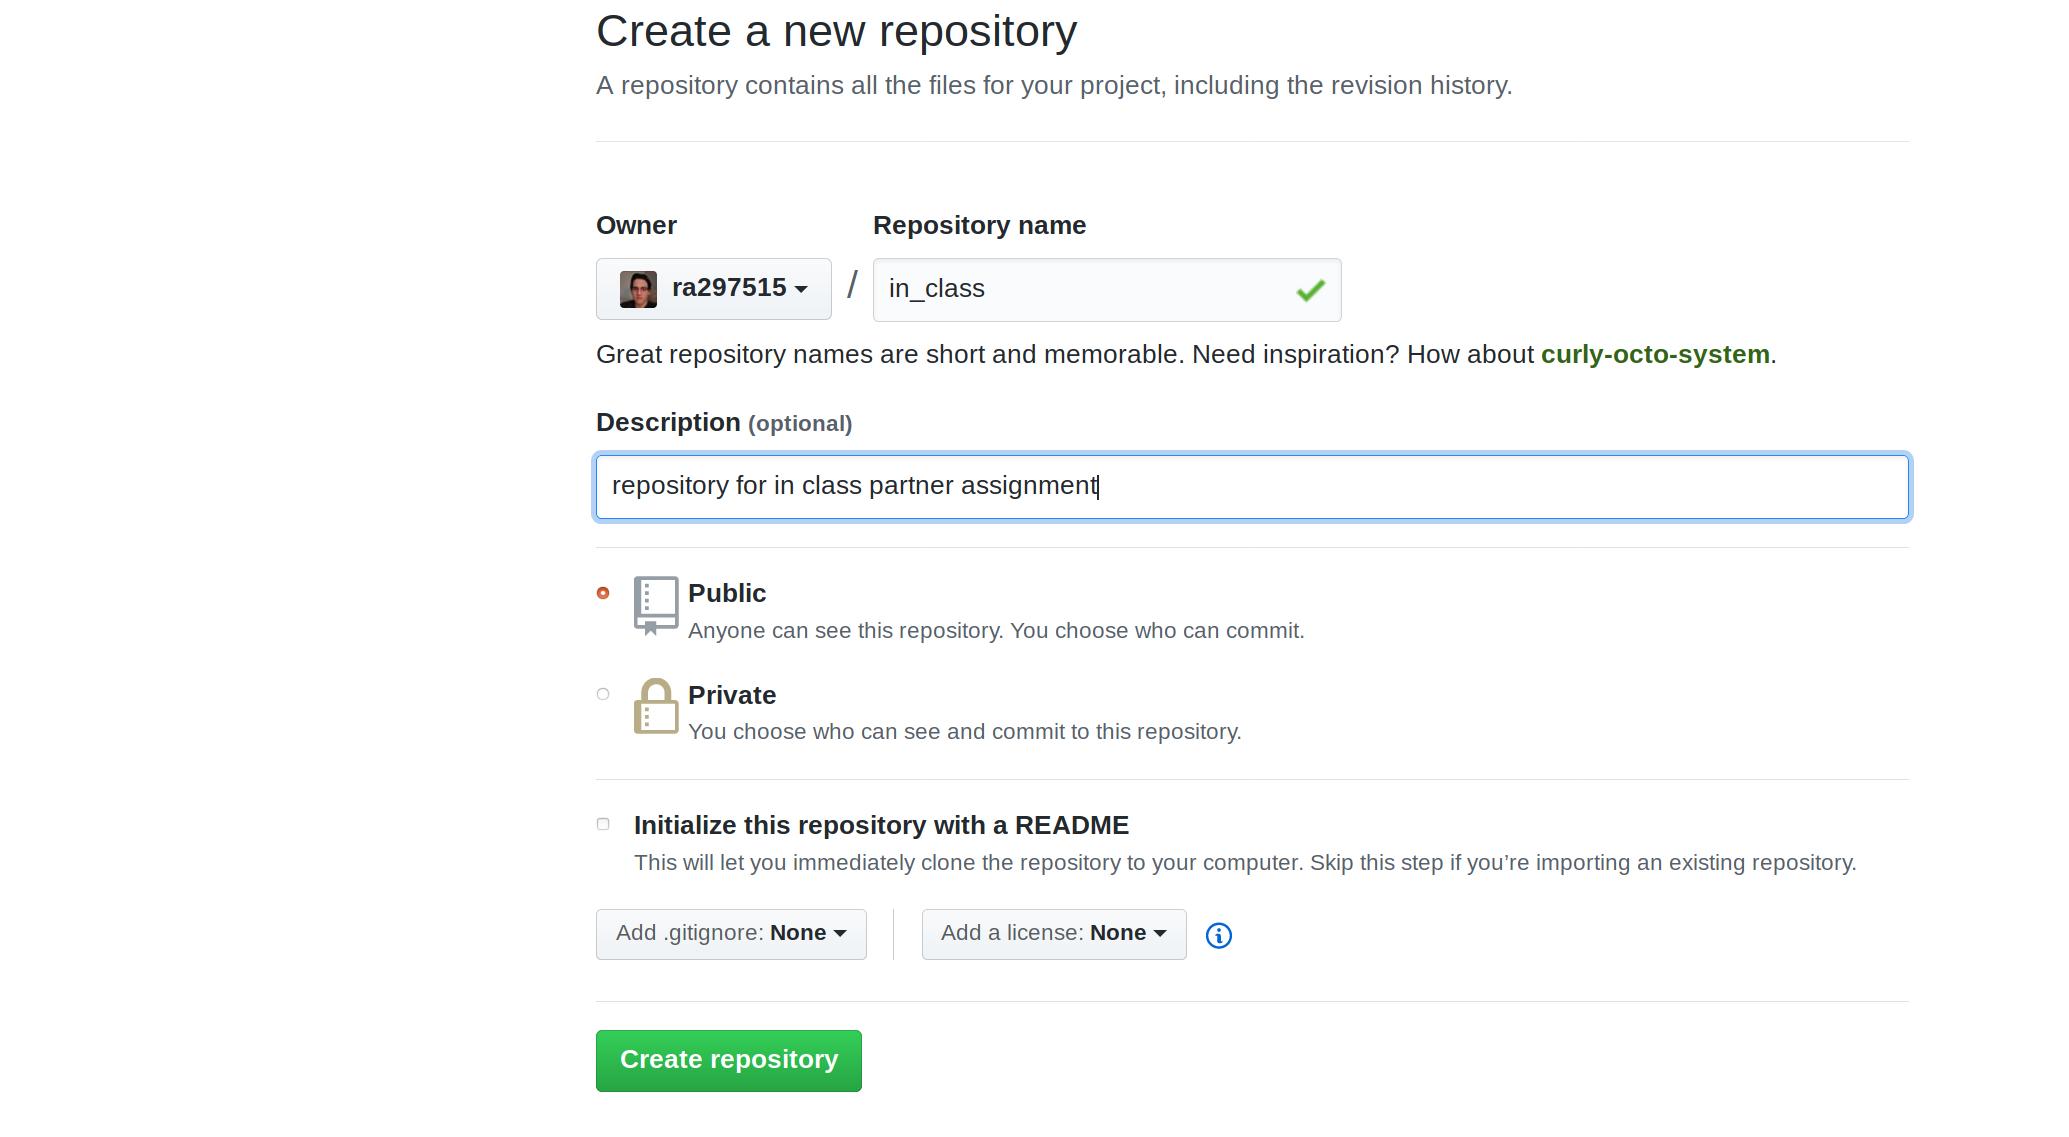 Create a new repository
A repository contains all the files for your project, including the revision history.
Owner
Repository name
ra297515
/
in_class
Great repository names are short and memorable. Need inspiration? How about curly-octo-system.
Description (optional)
repository for in class partner assignment
Public
Anyone can see this repository. You choose who can commit.
Private
You choose who can see and commit to this repository.
Initialize this repository with a README
This will let you immediately clone the repository to your computer. Skip this step if you’re importing an existing repository.
Add .gitignore: None
Add a license: None
Create repository